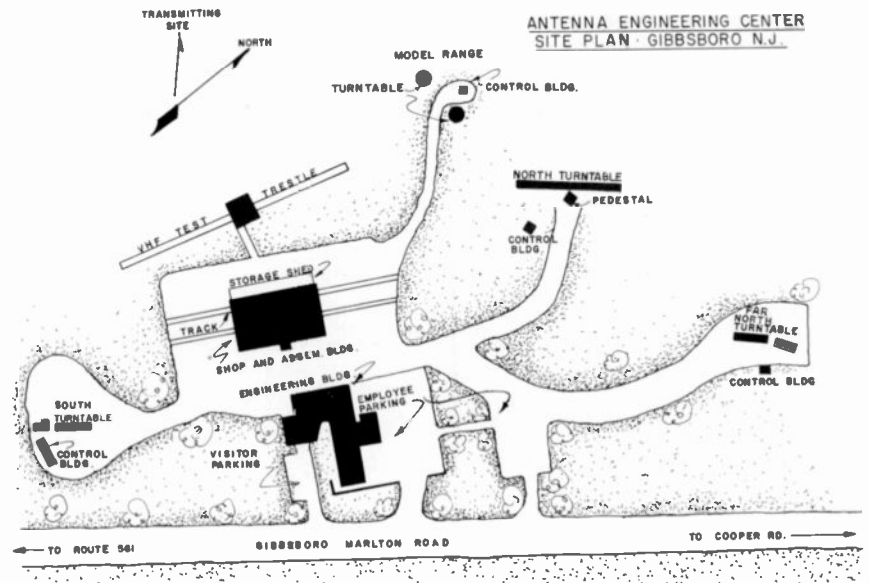 ANTENNA ENGINEERING CENTER
SITE PLAN · GIBBSBORO N.J.
TRANSMITTING
SITE
NORTH
MODEL RANGE
TURNTABLE
CONTROL BLDG.
NORTH TURNTABLE
PEDESTAL
CONTROL
BLDG.
VHF TEST TRESTLE
STORAGE SHED
TRACK
SHOP AND ASSEM. BLDG.
FAR
NORTH
TURNTABLE
CONTROL BLDG
ENGINEERING BLDG
EMPLOYEE
PARKING
SOUTH
TURNTABLE
CONTROL
BLDG.
VISITOR
PARKING
TO ROUTE 561
GIBBSBORO MARLTON ROAD
TO COOPER RD.